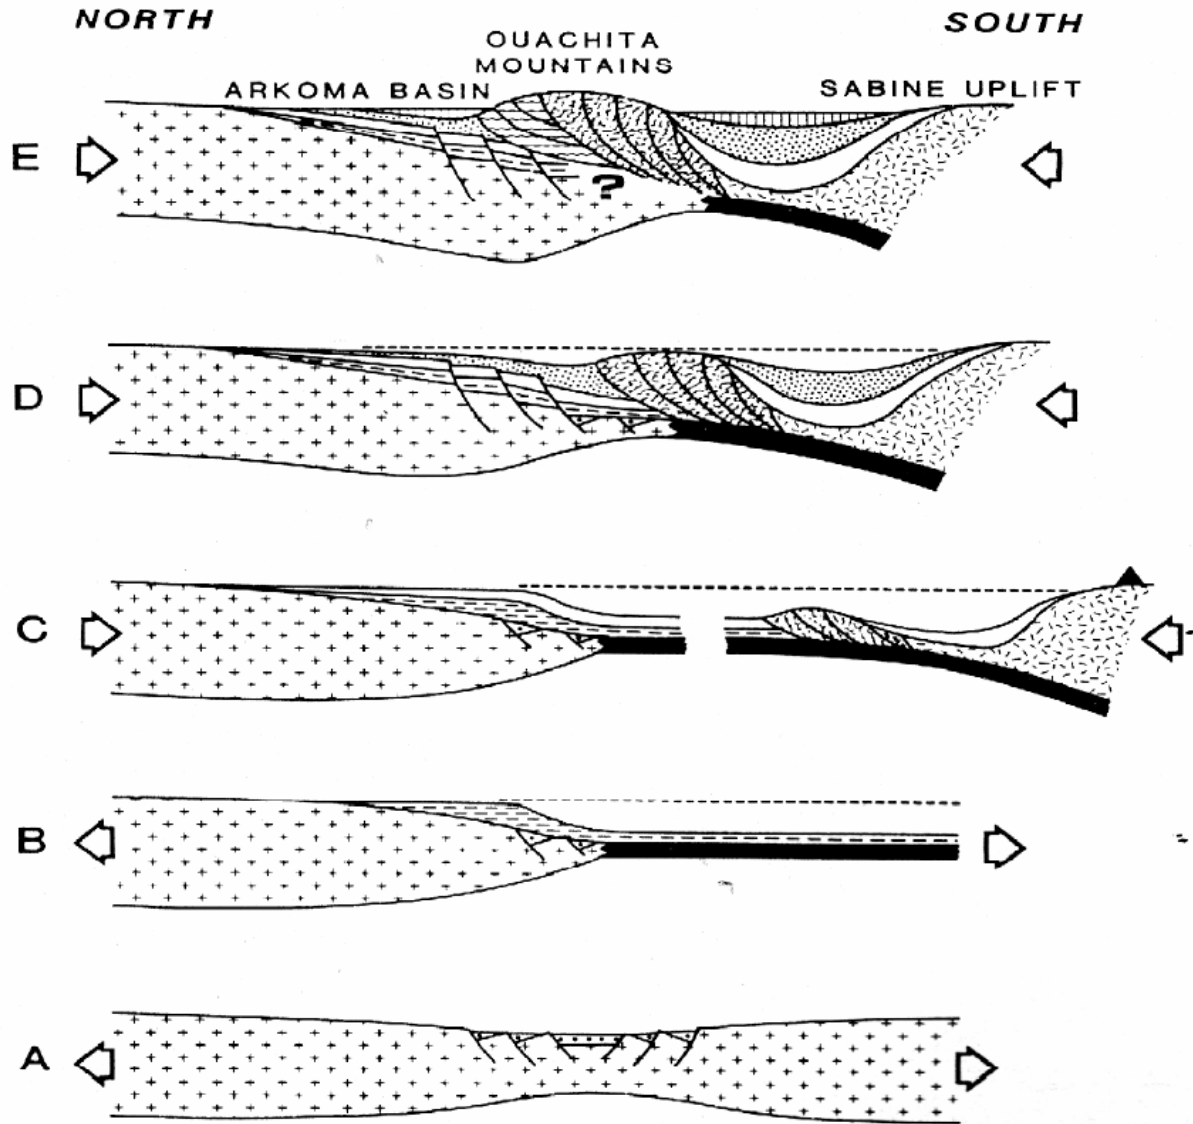 NORTH
SOUTH
OUACHITA
MOUNTAINS
ARKOMA BASIN
SABINE UPLIFT
E
?
D
C
B
A